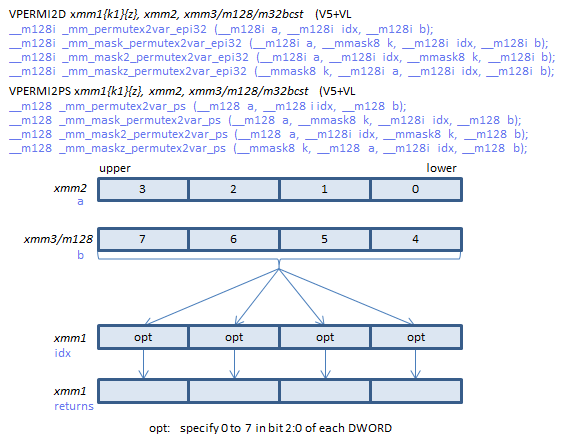 VPERMI2D xmm1{k1}{z}, xmm2, xmm3/m128/m32bcst (V5+VL
__m128i _mm_permutex2var_epi32 (__m128i a, __m128i idx, __m128i b);
__m128i _mm_mask_permutex2var_epi32 (__m128i a, __mmask8 k, __m128i idx, __m128i b);
__m128i _mm_mask2_permutex2var_epi32 (__m128i a, __m128i idx, __mmask8 k, __m128i b);
__m128i _mm_maskz_permutex2var_epi32 (__mmask8 k, __m128i a, __m128i idx, __m128i b);
VPERMI2PS xmm1{k1}{z}, xmm2, xmm3/m128/m32bcst (V5+VL
__m128 _mm_permutex2var_ps (__m128 a, __m128 i idx, __m128 b);
__m128 _mm_mask_permutex2var_ps (__m128 a, __mmask8 k, __m128i idx, __m128 b);
__m128 _mm_mask2_permutex2var_ps (__m128 a, __m128i idx, __mmask8 k, __m128 b);
__m128 _mm_maskz_permutex2var_ps (__mmask8 k, __m128 a, __m128i idx, __m128 b);
upper lower
xmm2 3 2 1 0
a
xmm3/m128 7 6 5 4
b
xmm1 opt opt opt opt
idx
xmm1
returns
opt: specify 0 to 7 in bit 2:0 of each DWORD